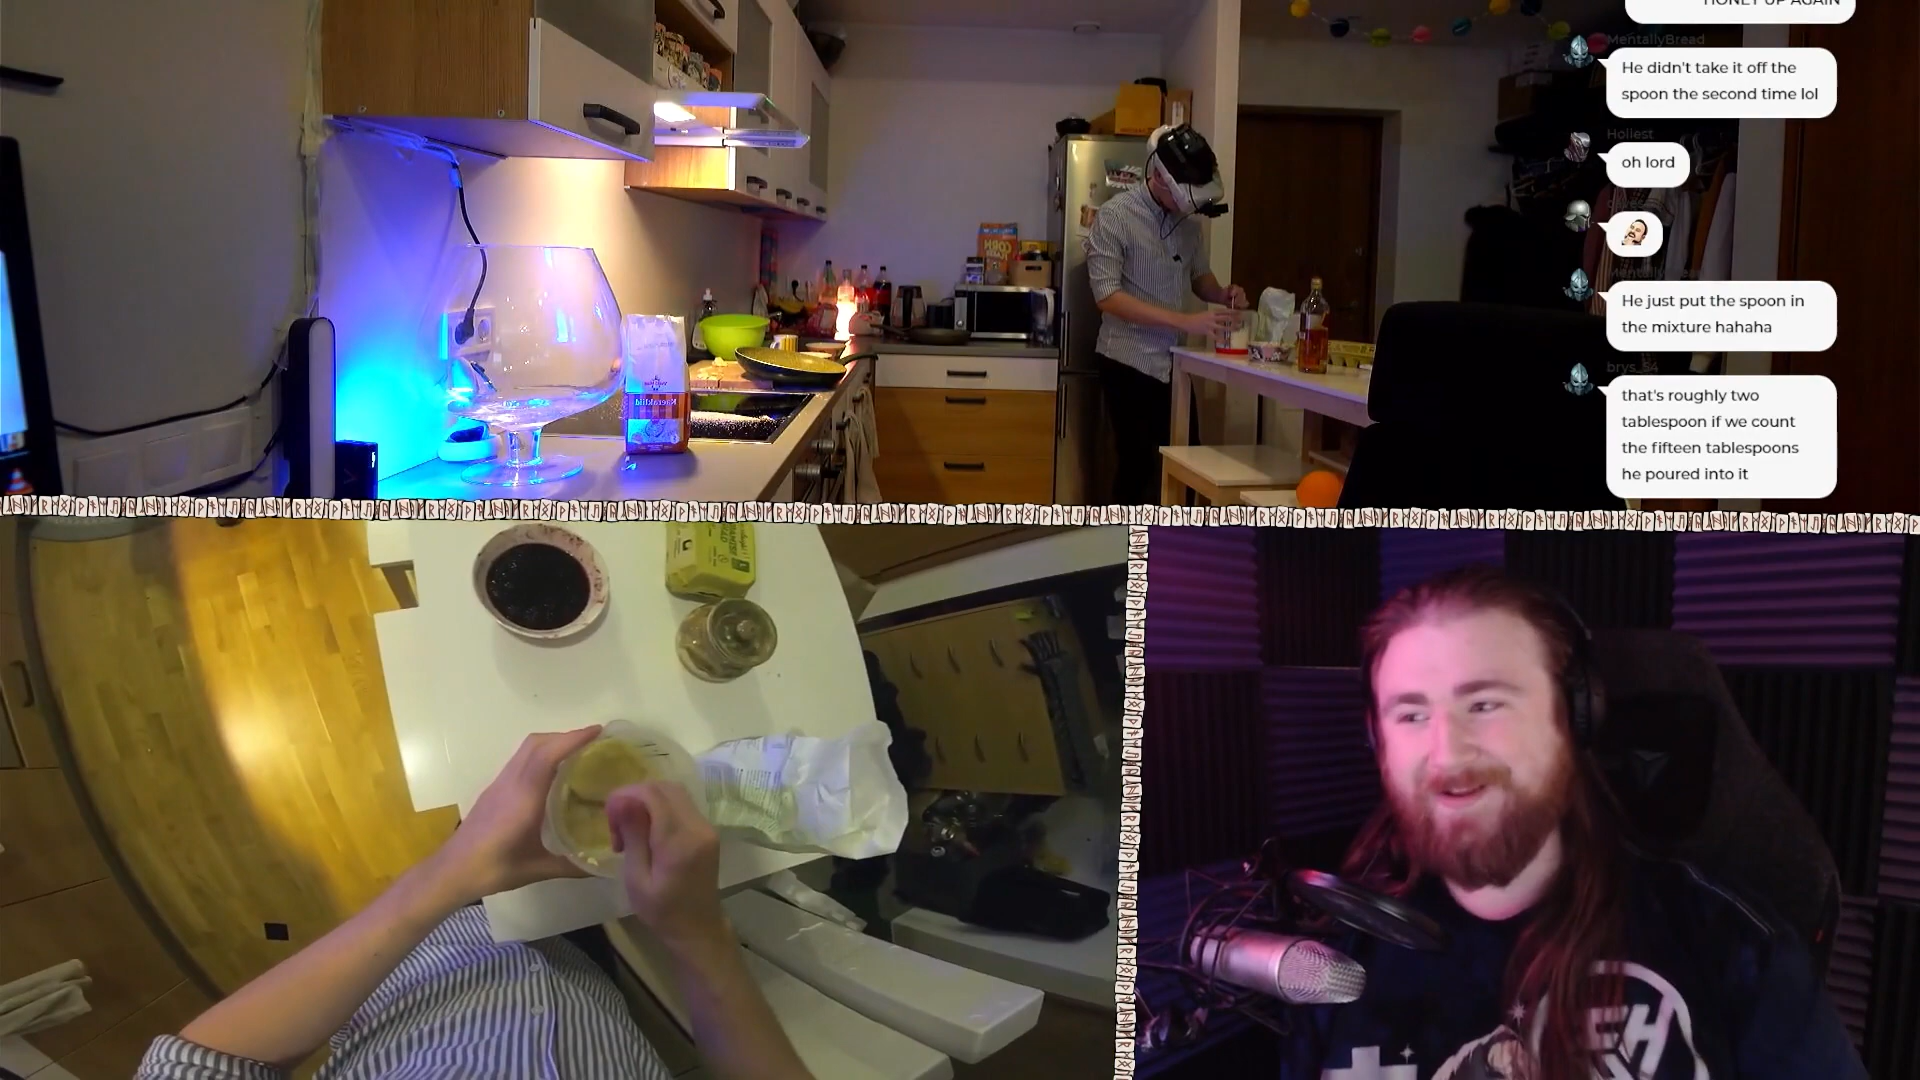 HONEY UP AGAIN
MentallyBread
He didn't take it off the
spoon the second time lol
Hollest
oh lord
He just put the spoon in
the mixture hahaha
brys_54
that's roughly two
tablespoon if we count
the fifteen tablespoons
he poured into it
CORN
Kaerakliid